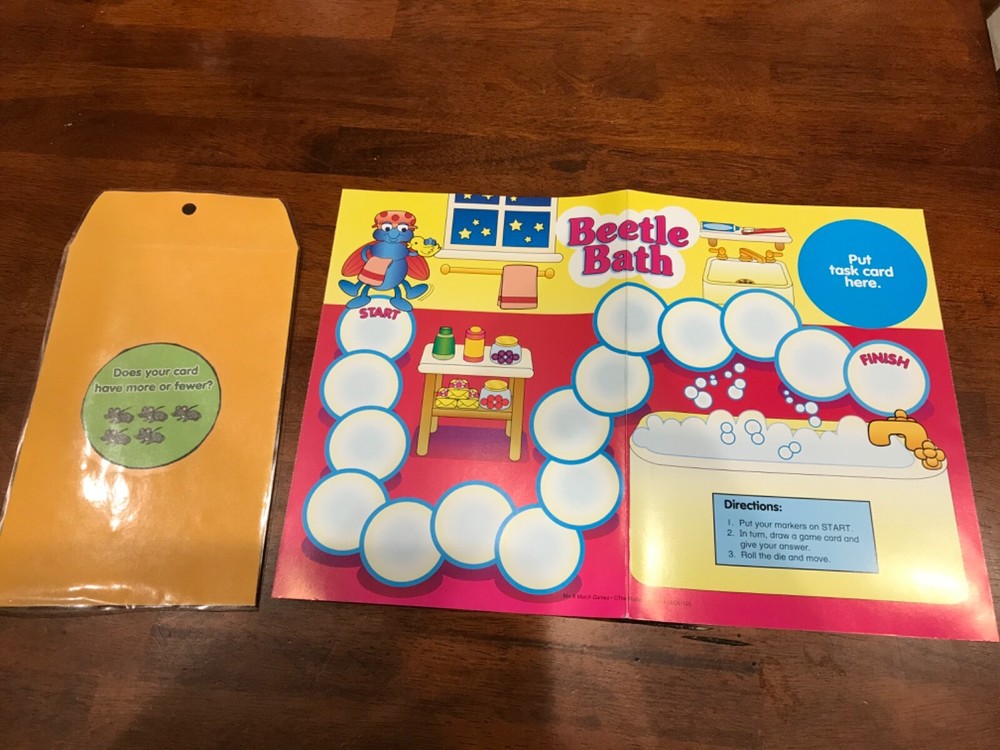 Does your card
have more or fewer?
Beetle
Bath
Put
task card
here.
START
FINISH
Directions:
1. Put your markers on START.
2. In turn, draw a game card and
give your answer.
3. Roll the die and move.
Match Games